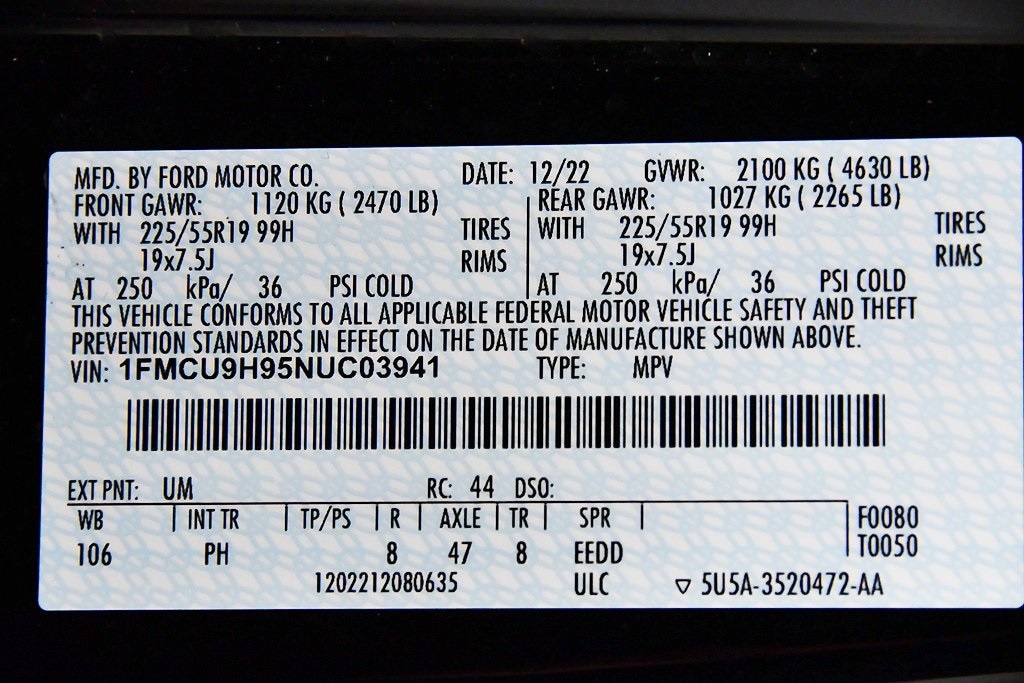 MFD. BY FORD MOTOR CO. DATE: 12/22 GVWR: 2100 KG ( 4630 LB)
FRONT GAWR: 1120 KG ( 2470 LB) REAR GAWR: 1027 KG ( 2265 LB)
WITH 225/55R19 99H TIRES WITH 225/55R19 99H TIRES
19x7.5J RIMS 19x7.5J RIMS
AT 250 kPa/ 36 PSI COLD AT 250 kPa/ 36 PSI COLD
THIS VEHICLE CONFORMS TO ALL APPLICABLE FEDERAL MOTOR VEHICLE SAFETY AND THEFT
PREVENTION STANDARDS IN EFFECT ON THE DATE OF MANUFACTURE SHOWN ABOVE.
VIN: 1FMCU9H95NUC03941 TYPE: MPV
EXT PNT: UM RC: 44 DSO:
WB INT TR TP/PS R AXLE TR SPR F0080
106 PH 8 47 8 EEDD T0050
1202212080635 ULC ▽ 5U5A-3520472-AA